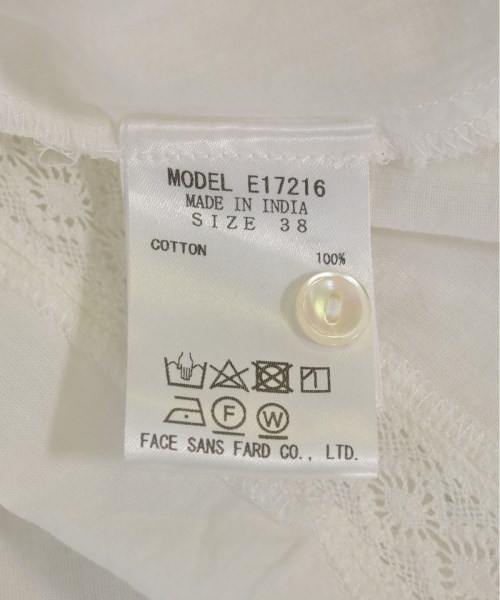 MODEL E17216
MADE IN INDIA
SIZE 38
COTTON 100%
F W
FACE SANS FARD CO., LTD.